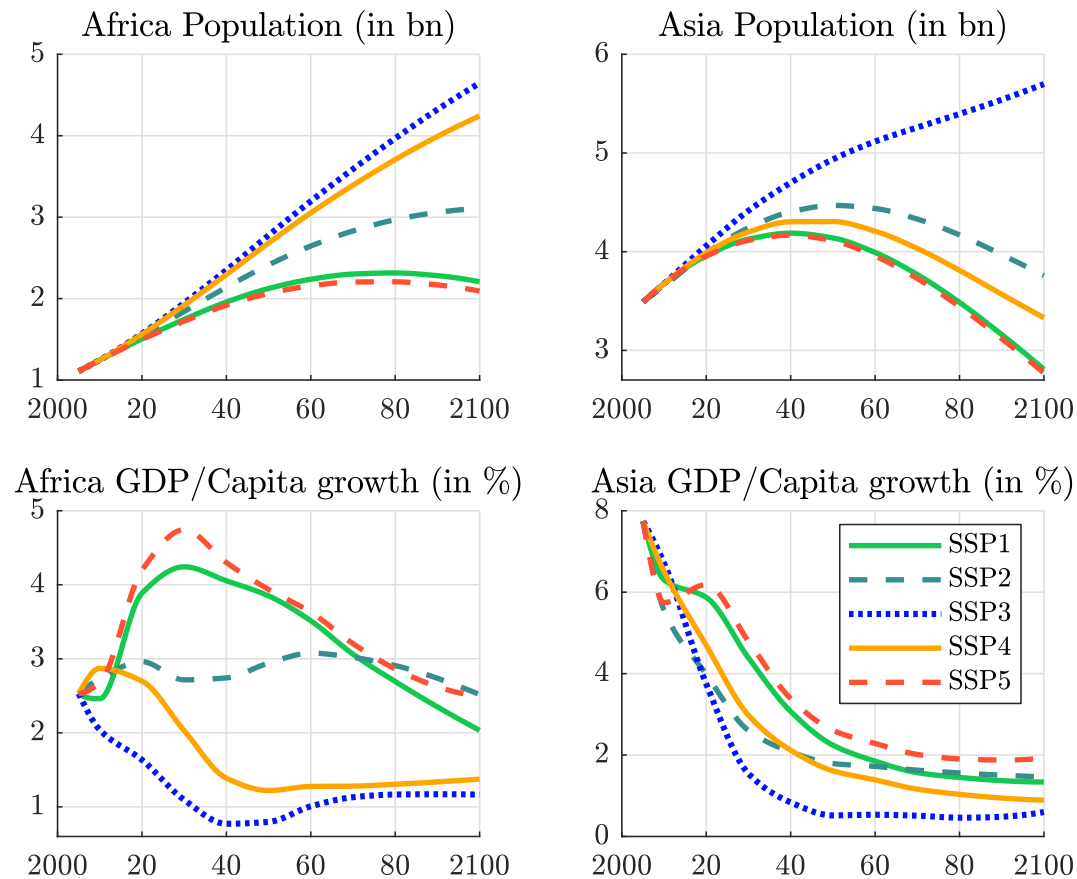 Africa Population (in bn)
5
4
3
2
1
2000 20 40 60 80 2100
Asia Population (in bn)
6
5
4
3
2000 20 40 60 80 2100
Africa GDP/Capita growth (in %)
5
4
3
2
1
2000 20 40 60 80 2100
Asia GDP/Capita growth (in %)
8
6
4
2
0
SSP1
SSP2
SSP3
SSP4
SSP5
2000 20 40 60 80 2100